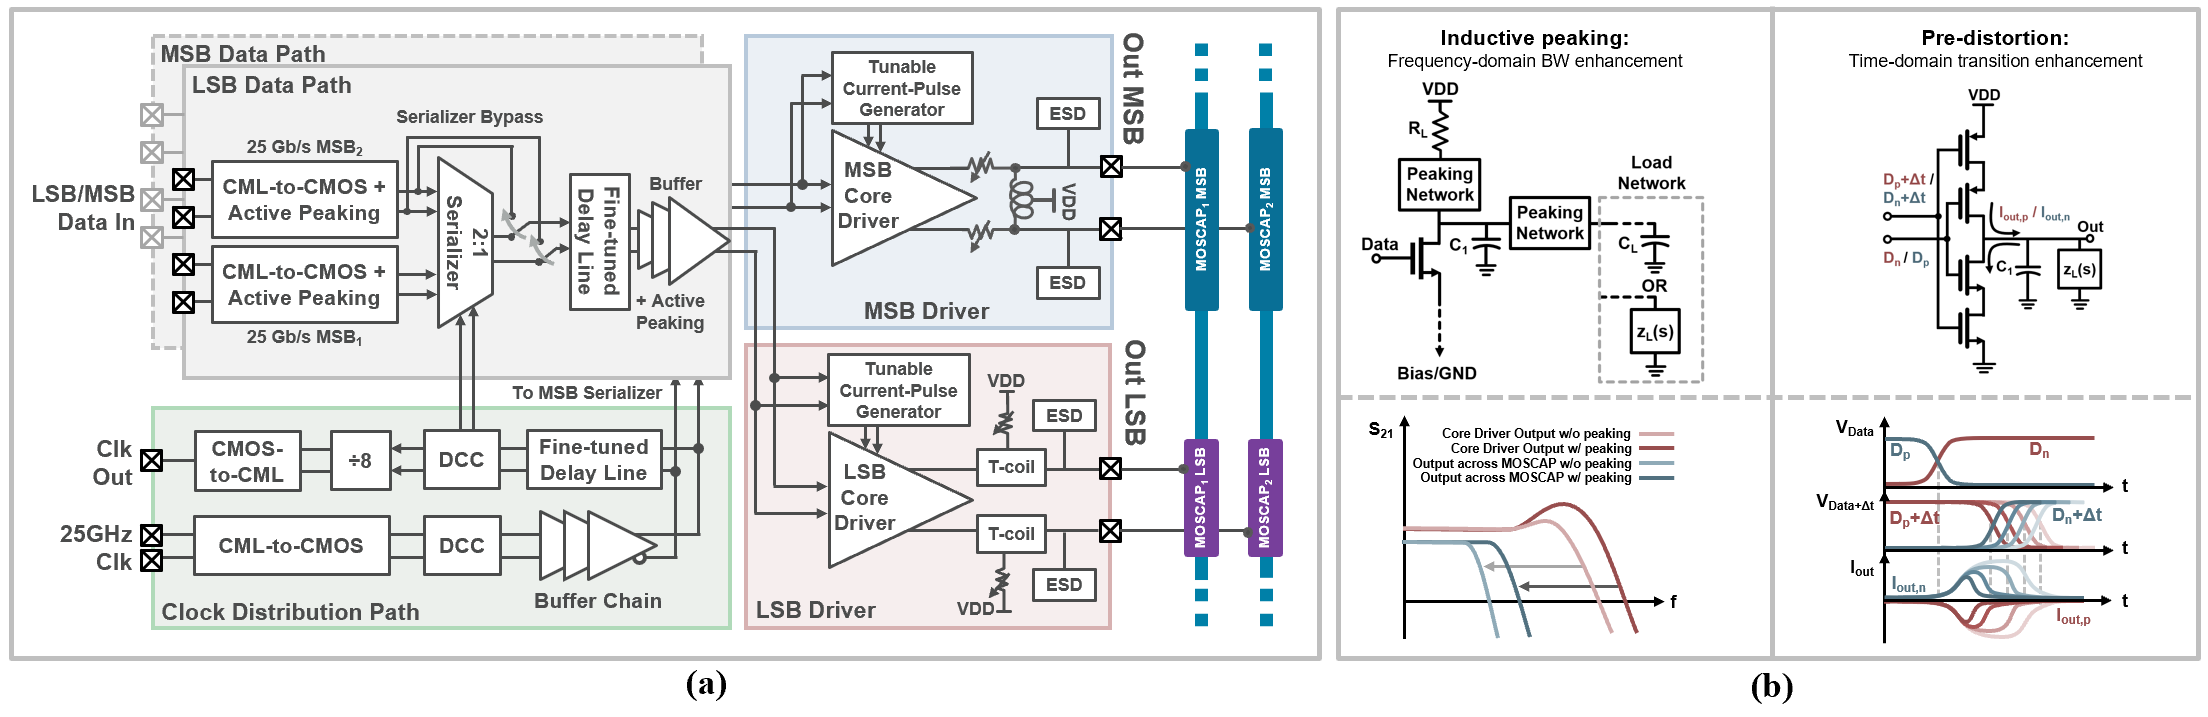 MSB Data Path
LSB Data Path
Serializer Bypass
25 Gb/s MSB2
CML-to-CMOS +
Active Peaking
LSB/MSB
Data In
CML-to-CMOS +
Active Peaking
25 Gb/s MSB1
2:1
Serializer
Fine-tuned
Delay Line
Buffer
+ Active
Peaking
To MSB Serializer
Tunable
Current-Pulse
Generator
MSB
Core
Driver
ESD
VDD
ESD
MSB Driver
Out MSB
MOSCAP1 MSB
MOSCAP2 MSB
Tunable
Current-Pulse
Generator
LSB
Core
Driver
VDD
ESD
T-coil
T-coil
VDD
ESD
LSB Driver
Out LSB
MOSCAP1 LSB
MOSCAP2 LSB
Clk
Out
CMOS-
to-CML
÷8
DCC
Fine-tuned
Delay Line
25GHz
Clk
CML-to-CMOS
DCC
Buffer Chain
Clock Distribution Path
(a)
Inductive peaking:
Frequency-domain BW enhancement
VDD
RL
Peaking
Network
Data
C1
Peaking
Network
Load
Network
CL
OR
zL(s)
Bias/GND
S21
Core Driver Output w/o peaking
Core Driver Output w/ peaking
Output across MOSCAP w/o peaking
Output across MOSCAP w/ peaking
f
Pre-distortion:
Time-domain transition enhancement
VDD
Dp+Δt /
Dn+Δt
Dn / Dp
Iout,p / Iout,n
Out
C1
zL(s)
VData
Dp
Dn
t
VData+Δt
Dp+Δt
Dn+Δt
t
Iout
Iout,n
t
Iout,p
(b)